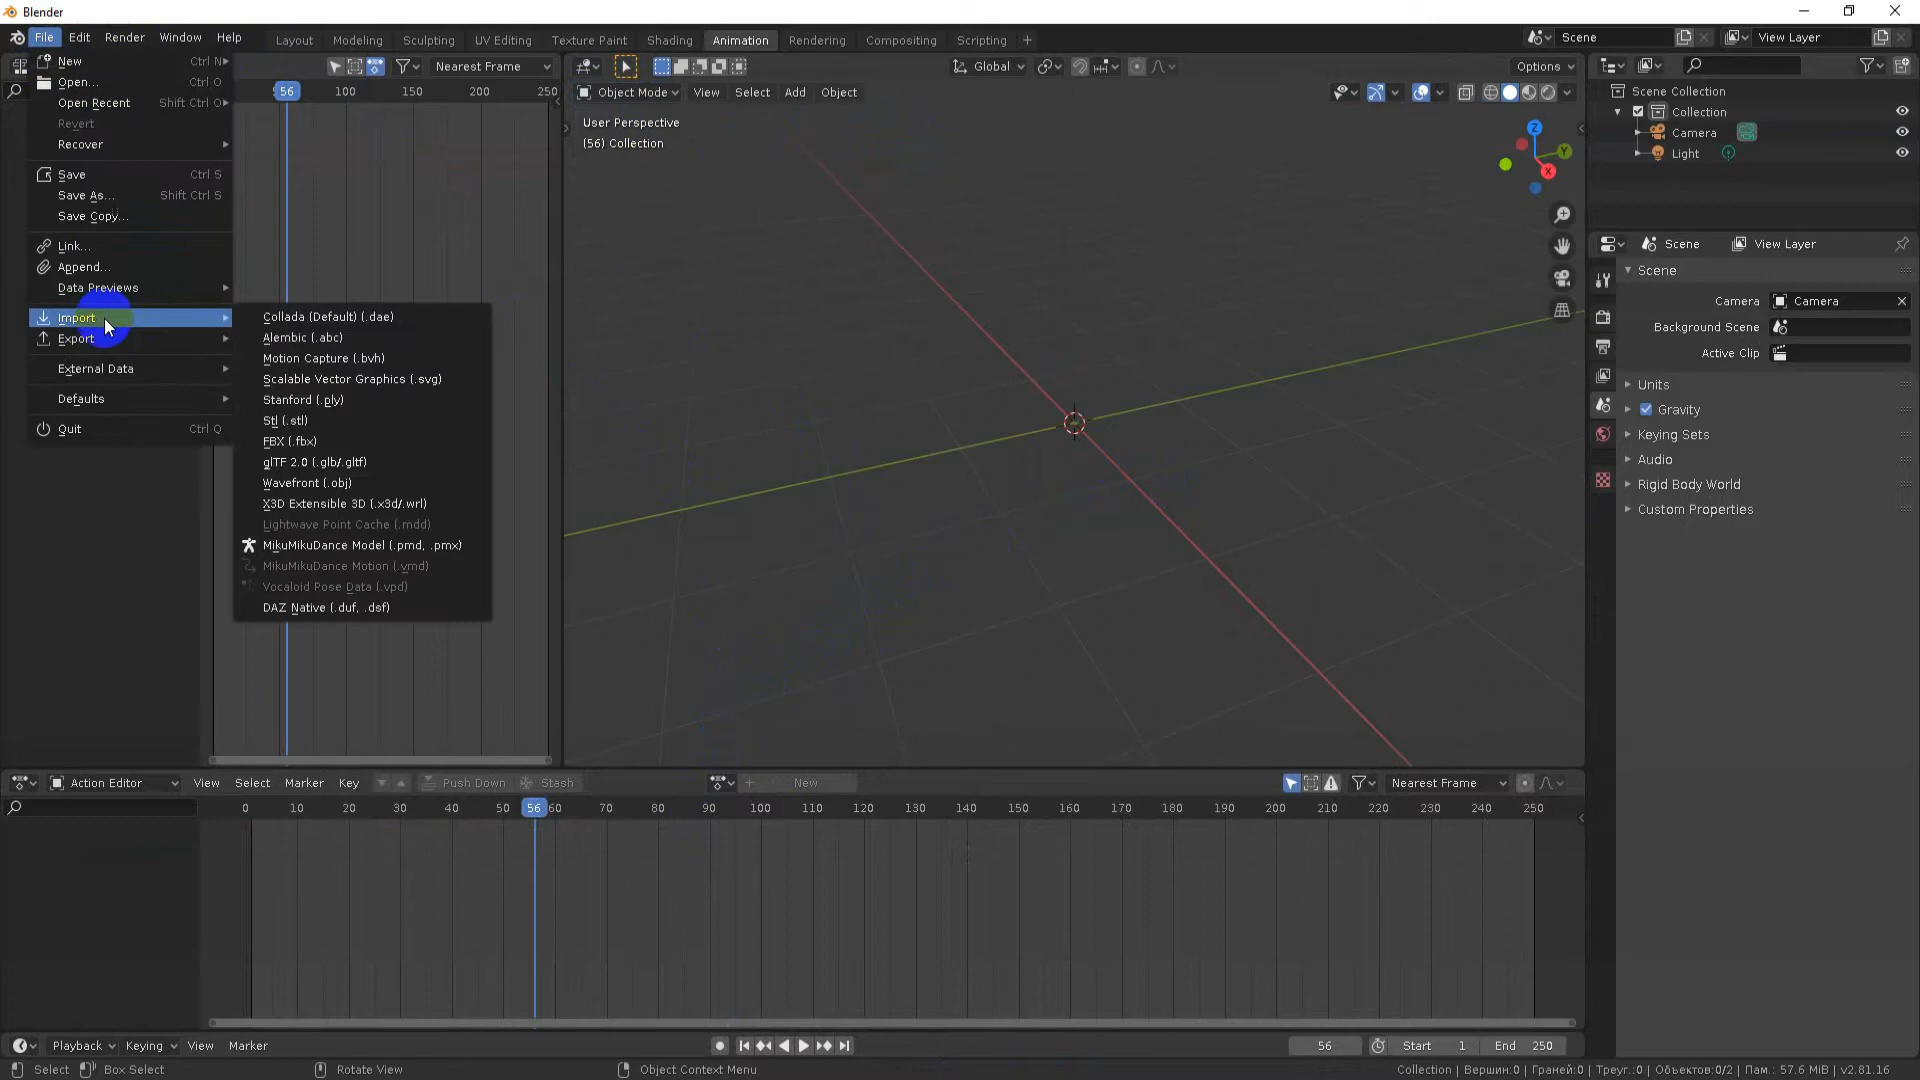 Blender
File Edit Render Window Help Layout Modeling Sculpting UV Editing Texture Paint Shading Animation Rendering Compositing Scripting + Scene View Layer
Nearest Frame Global Options
Object Mode View Select Add Object
56 100 150 200 250
New Ctrl N
Open... Ctrl O
Open Recent Shift Ctrl O
Revert
Recover
Save Ctrl S
Save As... Shift Ctrl S
Save Copy...
Link...
Append...
Data Previews
Import
Export
External Data
Defaults
Quit Ctrl Q
Collada (Default) (.dae)
Alembic (.abc)
Motion Capture (.bvh)
Scalable Vector Graphics (.svg)
Stanford (.ply)
Stl (.stl)
FBX (.fbx)
glTF 2.0 (.glb/.gltf)
Wavefront (.obj)
X3D Extensible 3D (.x3d/.wrl)
Lightwave Point Cache (.mdd)
MikuMikuDance Model (.pmd, .pmx)
MikuMikuDance Motion (.vmd)
Vocaloid Pose Data (.vpd)
DAZ Native (.duf, .dsf)
User Perspective
(56) Collection
Z
Y
X
Scene Collection
Collection
Camera
Light
Scene View Layer
Scene
Camera Camera
Background Scene
Active Clip
Units
Gravity
Keying Sets
Audio
Rigid Body World
Custom Properties
Action Editor View Select Marker Key Push Down Stash New Nearest Frame
0 10 20 30 40 50 56 60 70 80 90 100 110 120 130 140 150 160 170 180 190 200 210 220 230 240 250
Playback Keying View Marker 56 Start 1 End 250
Select Box Select Rotate View Object Context Menu Collection | Вершин:0 | Граней:0 | Треуг.:0 | Объектов:0/2 | Пам.: 57.6 MiB | v2.81.16